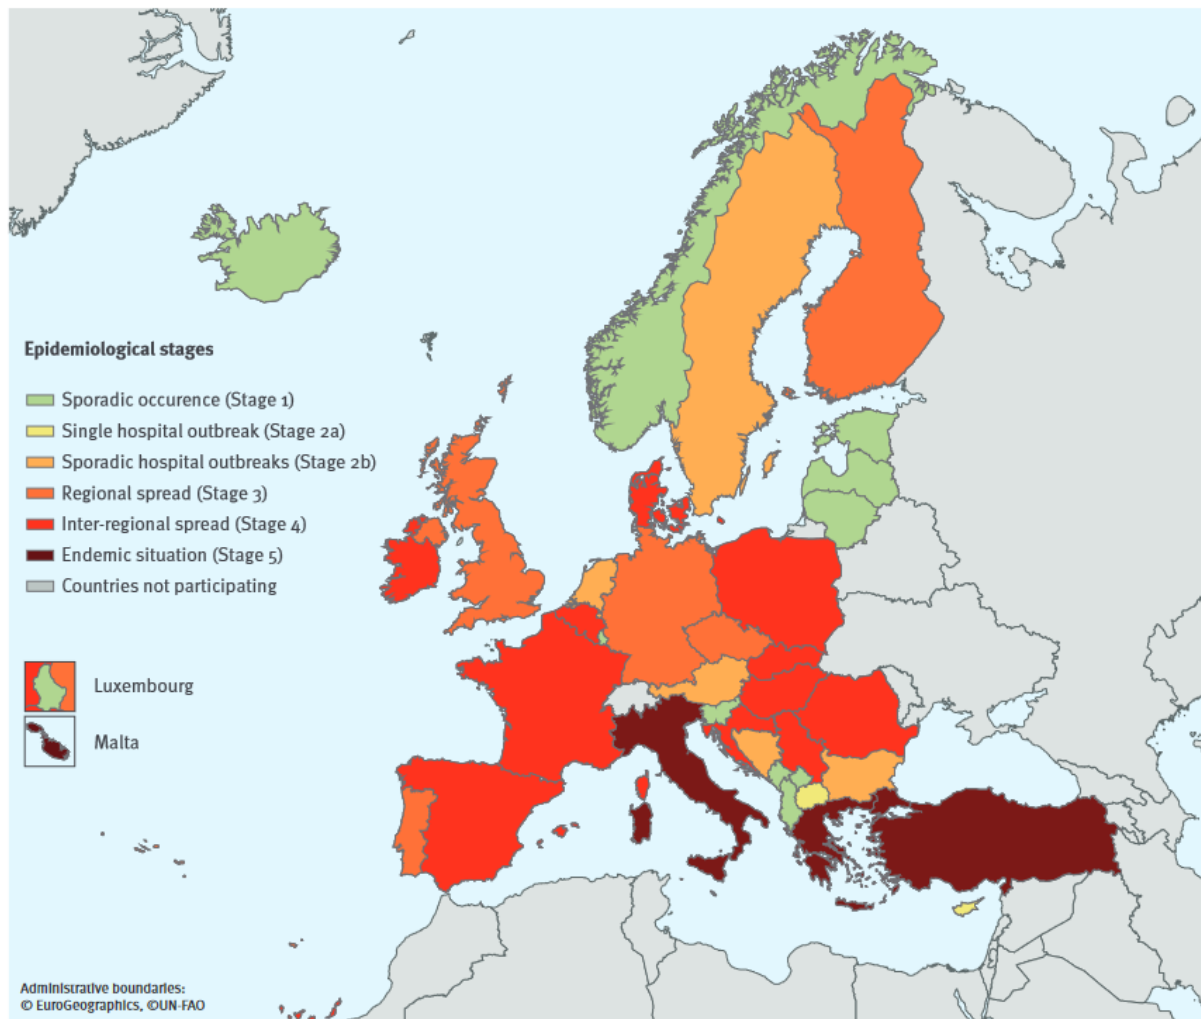 Epidemiological stages
Sporadic occurence (Stage 1)
Single hospital outbreak (Stage 2a)
Sporadic hospital outbreaks (Stage 2b)
Regional spread (Stage 3)
Inter-regional spread (Stage 4)
Endemic situation (Stage 5)
Countries not participating
Luxembourg
Malta
Administrative boundaries:
© EuroGeographics, ©UN-FAO